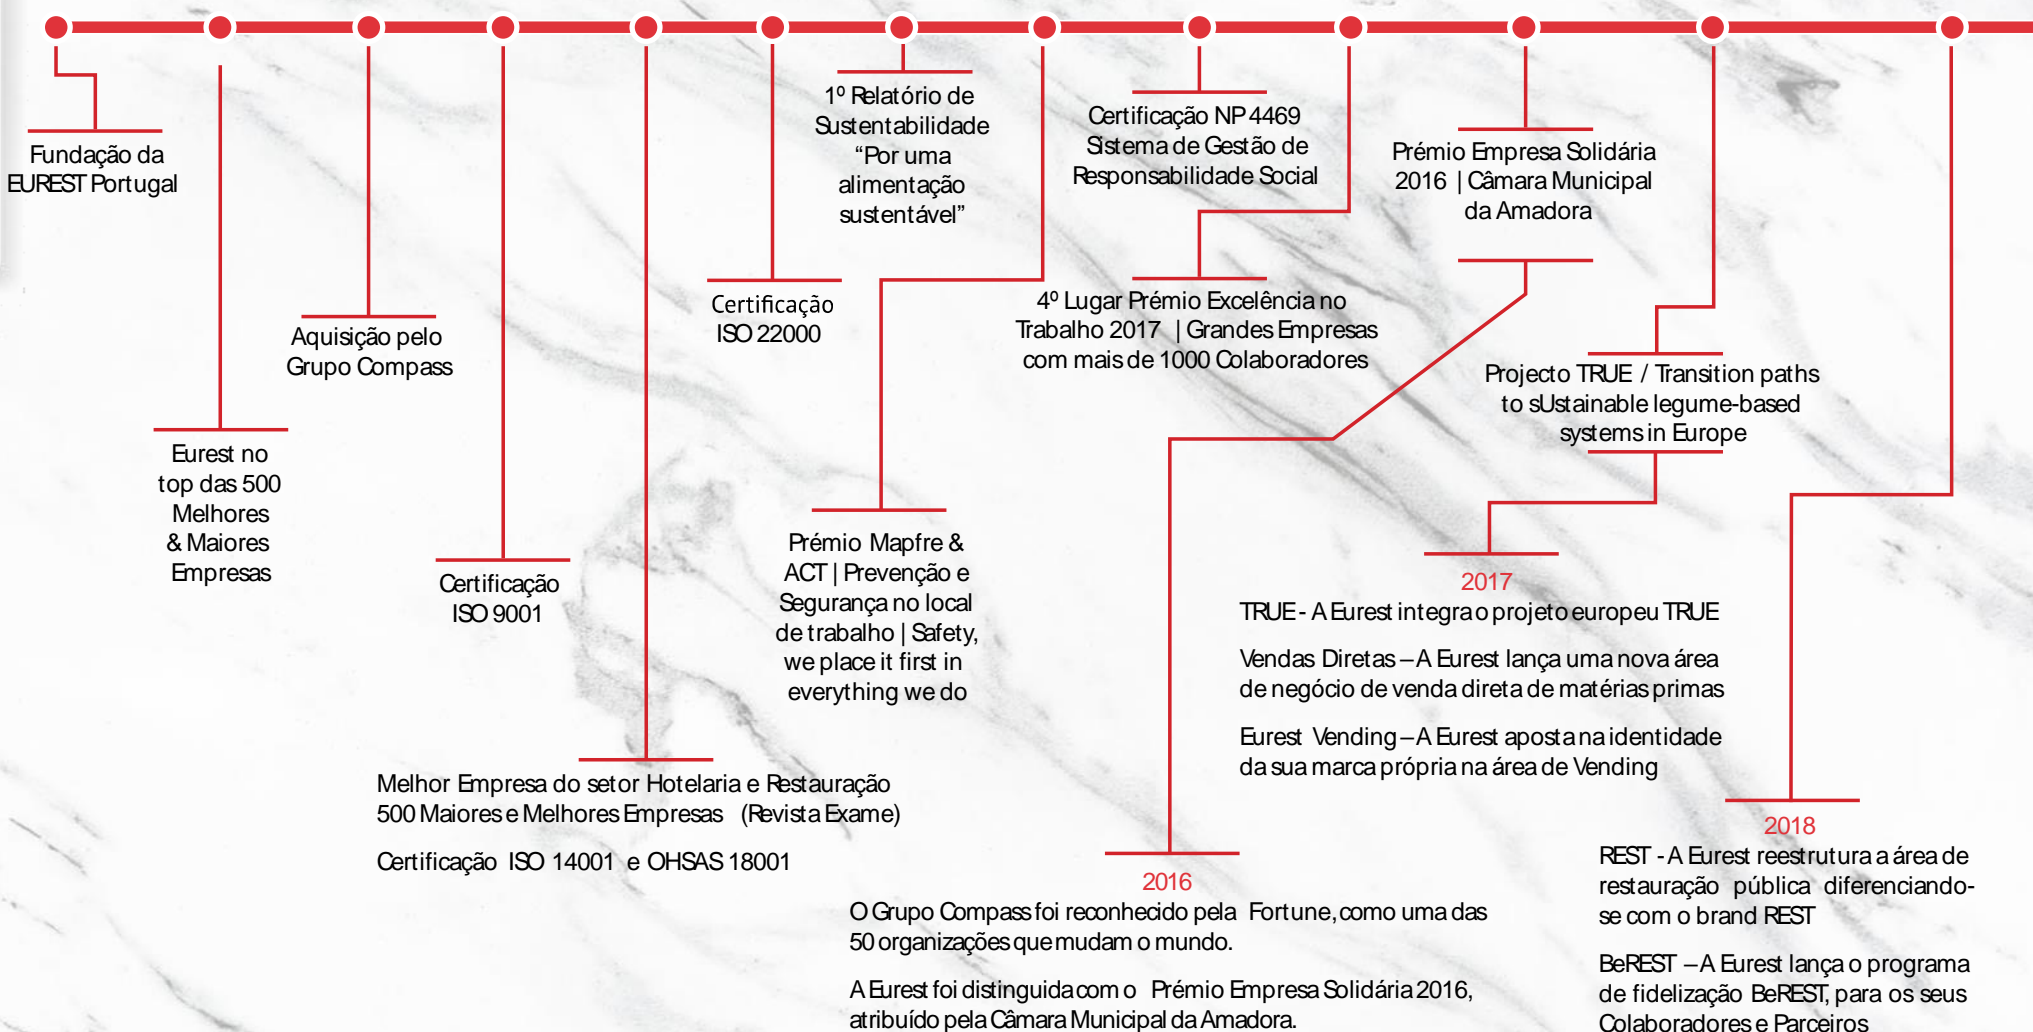 Fundação da
EUREST Portugal
Eurest no
top das 500
Melhores
& Maiores
Empresas
Aquisição pelo
Grupo Compass
Certificação
ISO 9001
Melhor Empresa do setor Hotelaria e Restauração
500 Maiores e Melhores Empresas (Revista Exame)
Certificação ISO 14001 e OHSAS 18001
Certificação
ISO 22000
1º Relatório de
Sustentabilidade
“Por uma
alimentação
sustentável”
Prémio Mapfre &
ACT | Prevenção e
Segurança no local
de trabalho | Safety,
we place it first in
everything we do
Certificação NP 4469
Sistema de Gestão de
Responsabilidade Social
4º Lugar Prémio Excelência no
Trabalho 2017 | Grandes Empresas
com mais de 1000 Colaboradores
Prémio Empresa Solidária
2016 | Câmara Municipal
da Amadora
2016
O Grupo Compass foi reconhecido pela Fortune, como uma das
50 organizações que mudam o mundo.
A Eurest foi distinguida com o Prémio Empresa Solidária 2016,
atribuído pela Câmara Municipal da Amadora.
Projecto TRUE / Transition paths
to sUstainable legume-based
systems in Europe
2017
TRUE - A Eurest integra o projeto europeu TRUE
Vendas Diretas – A Eurest lança uma nova área
de negócio de venda direta de matérias primas
Eurest Vending – A Eurest aposta na identidade
da sua marca própria na área de Vending
2018
REST - A Eurest reestrutura a área de
restauração pública diferenciando-
se com o brand REST
BeREST – A Eurest lança o programa
de fidelização BeREST, para os seus
Colaboradores e Parceiros